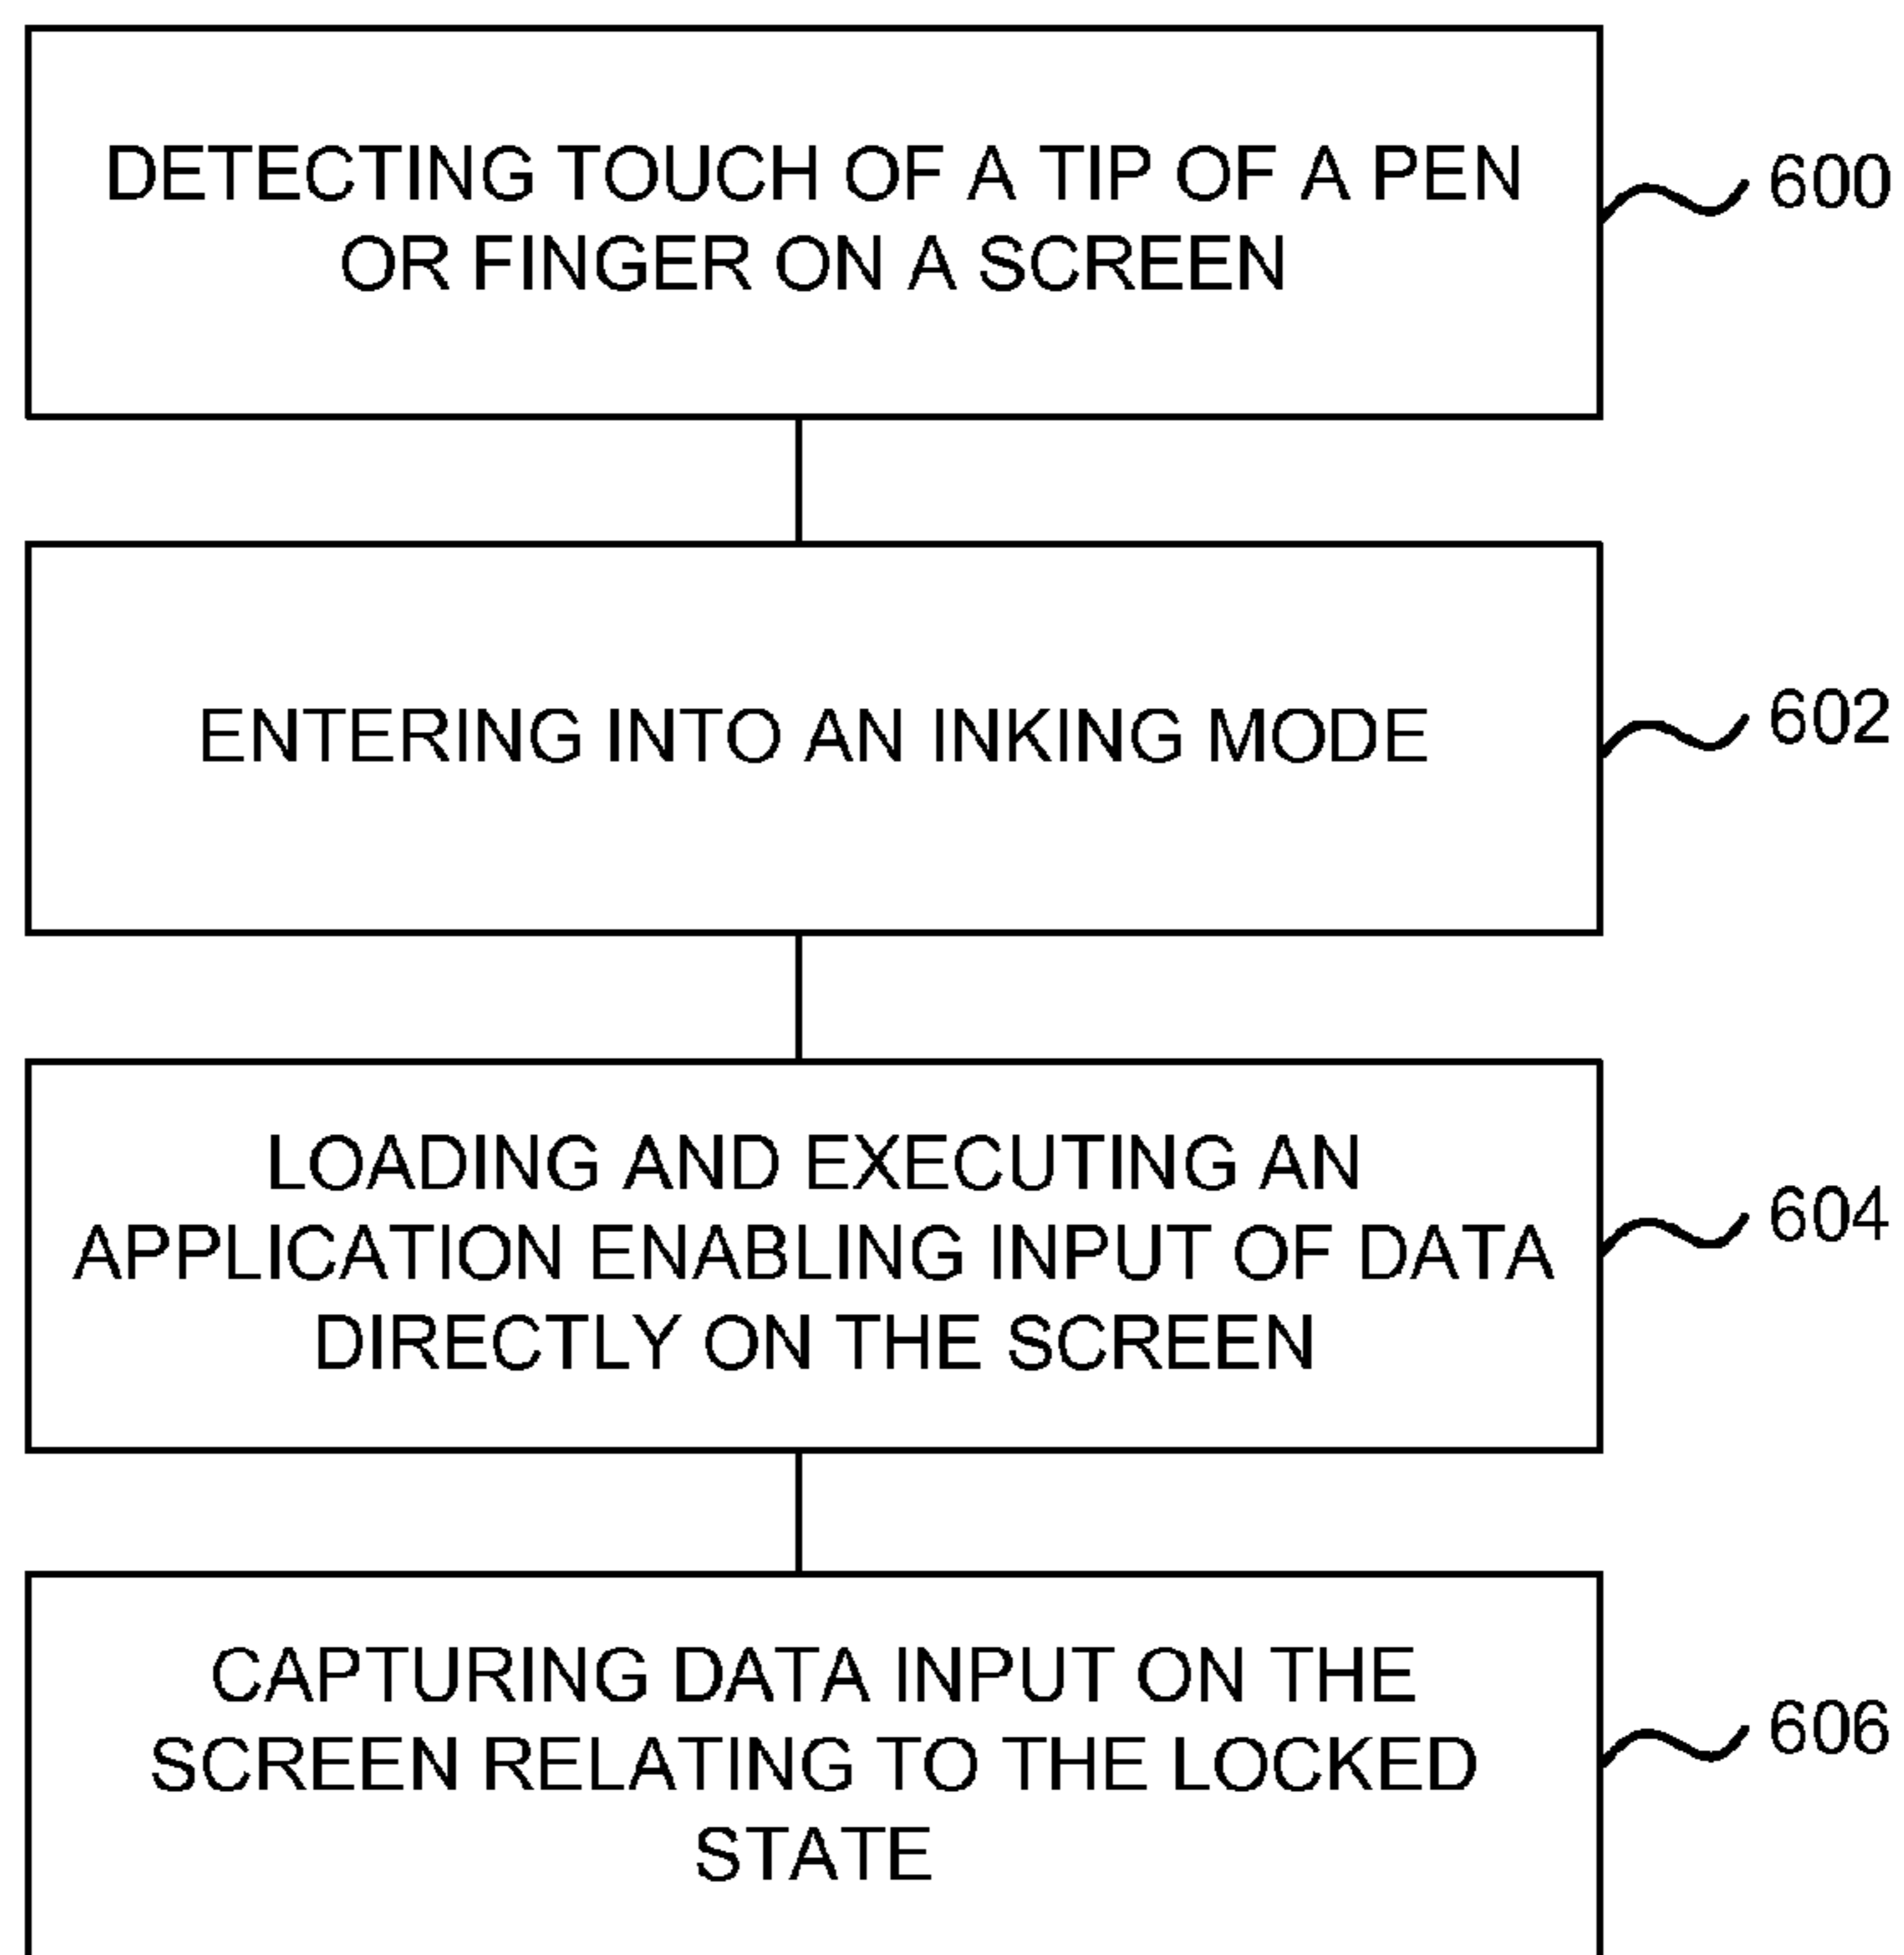 DETECTING TOUCH OF A TIP OF A PEN
OR FINGER ON A SCREEN
600
ENTERING INTO AN INKING MODE
602
LOADING AND EXECUTING AN
APPLICATION ENABLING INPUT OF DATA
DIRECTLY ON THE SCREEN
604
CAPTURING DATA INPUT ON THE
SCREEN RELATING TO THE LOCKED
STATE
606